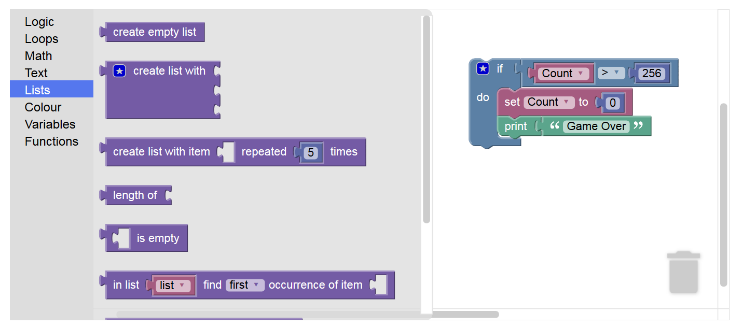 Logic
Loops
Math
Text
Lists
Colour
Variables
Functions
create empty list
create list with
create list with item repeated 5 times
length of
is empty
in list list find first occurrence of item
if Count > 256
do set Count to 0
print “ Game Over ”